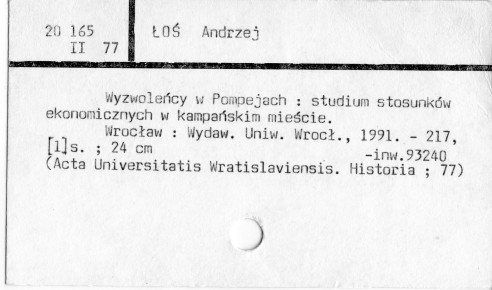 20 165 ŁOŚ Andrzej
II 77
Wyzwoleńcy w Pompejach : studium stosunków
ekonomicznych w kampańskim mieście.
Wrocław : Wydaw. Uniw. Wrocł., 1991. - 217,
[1]s. ; 24 cm -inw.93240
(Acta Universitatis Wratislaviensis. Historia ; 77)